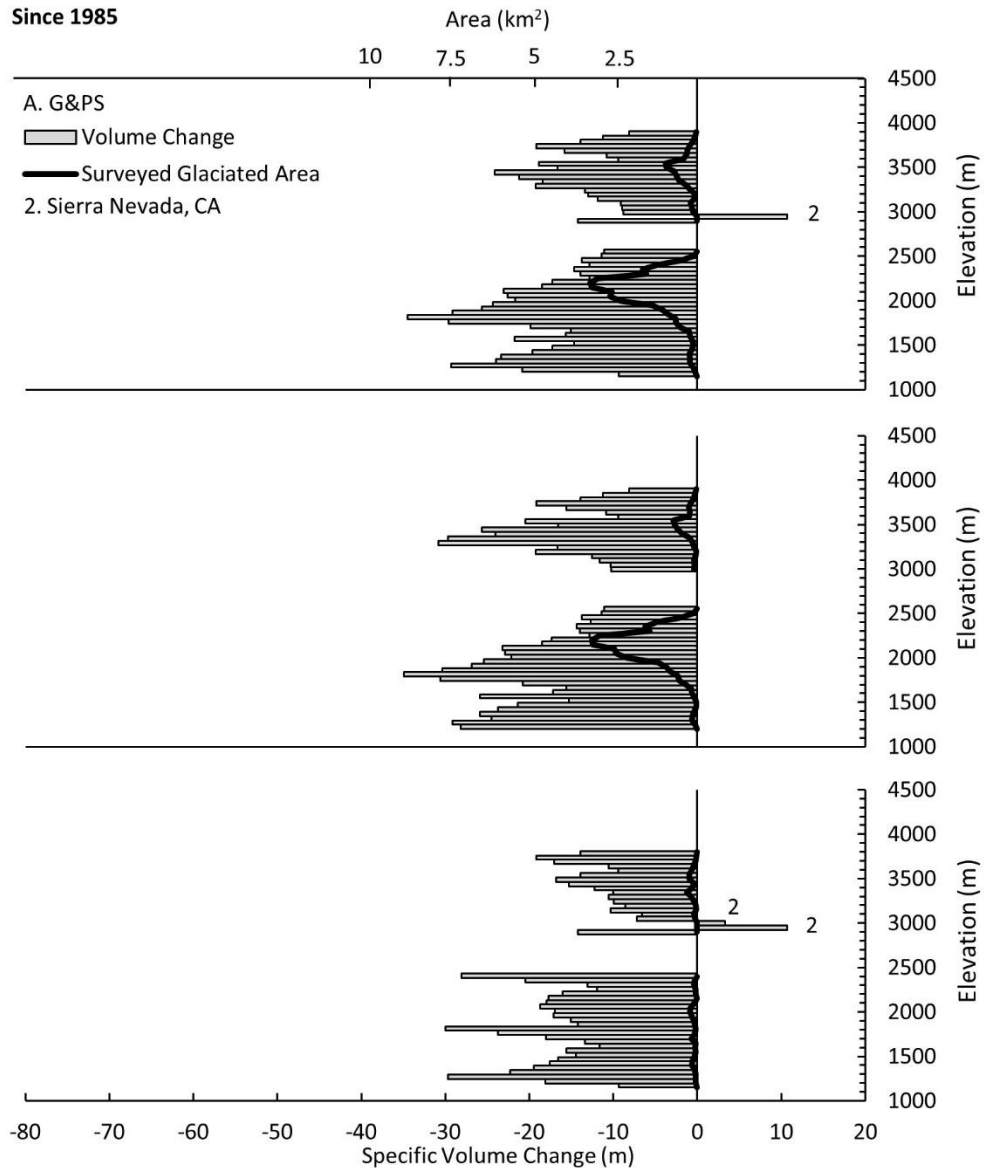 Since 1985
Area (km²)
10 7.5 5 2.5
A. G&PS
Volume Change
Surveyed Glaciated Area
2. Sierra Nevada, CA
4500
4000
3500
3000
2500
2000
1500
1000
Elevation (m)
2
4500
4000
3500
3000
2500
2000
1500
1000
Elevation (m)
4500
4000
3500
3000
2500
2000
1500
1000
Elevation (m)
2
2
-80 -70 -60 -50 -40 -30 -20 -10 0 10 20
Specific Volume Change (m)